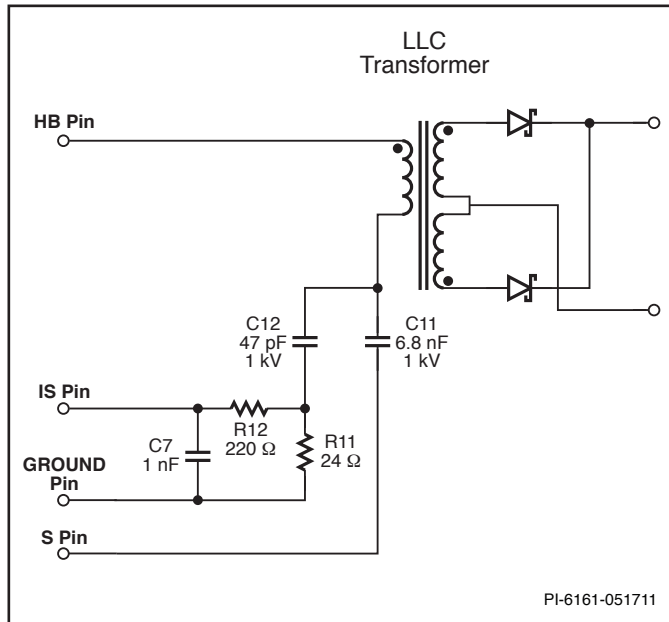 LLC
Transformer
HB Pin
C12
47 pF
1 kV
C11
6.8 nF
1 kV
IS Pin
R12
220 Ω
C7
1 nF
R11
24 Ω
GROUND
Pin
S Pin
PI-6161-051711